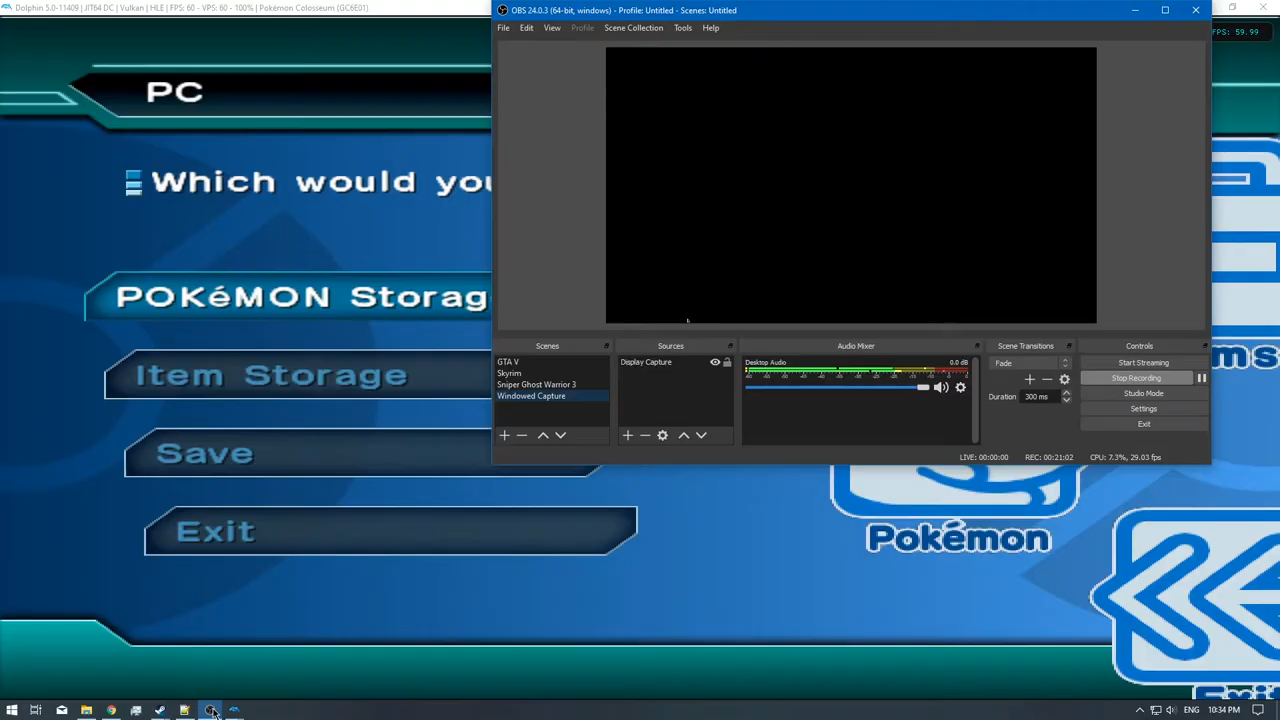 Dolphin 5.0-11409 | JIT64 DC | Vulkan | HLE | FPS: 60 - VPS: 60 - 100% | Pokémon Colosseum (GC6E01)
OBS 24.0.3 (64-bit, windows) - Profile: Untitled - Scenes: Untitled
File Edit View Profile Scene Collection Tools Help
FPS: 59.99
PC
Which would you
POKéMON Storag
Item Storage
Save
Exit
Scenes
GTA V
Skyrim
Sniper Ghost Warrior 3
Windowed Capture
Sources
Display Capture
Audio Mixer
Desktop Audio
0.0 dB
Scene Transitions
Fade
Duration 300 ms
Controls
Start Streaming
Stop Recording
Studio Mode
Settings
Exit
LIVE: 00:00:00 REC: 00:21:02 CPU: 7.3%, 29.03 fps
ms
Pokémon
ENG 10:34 PM